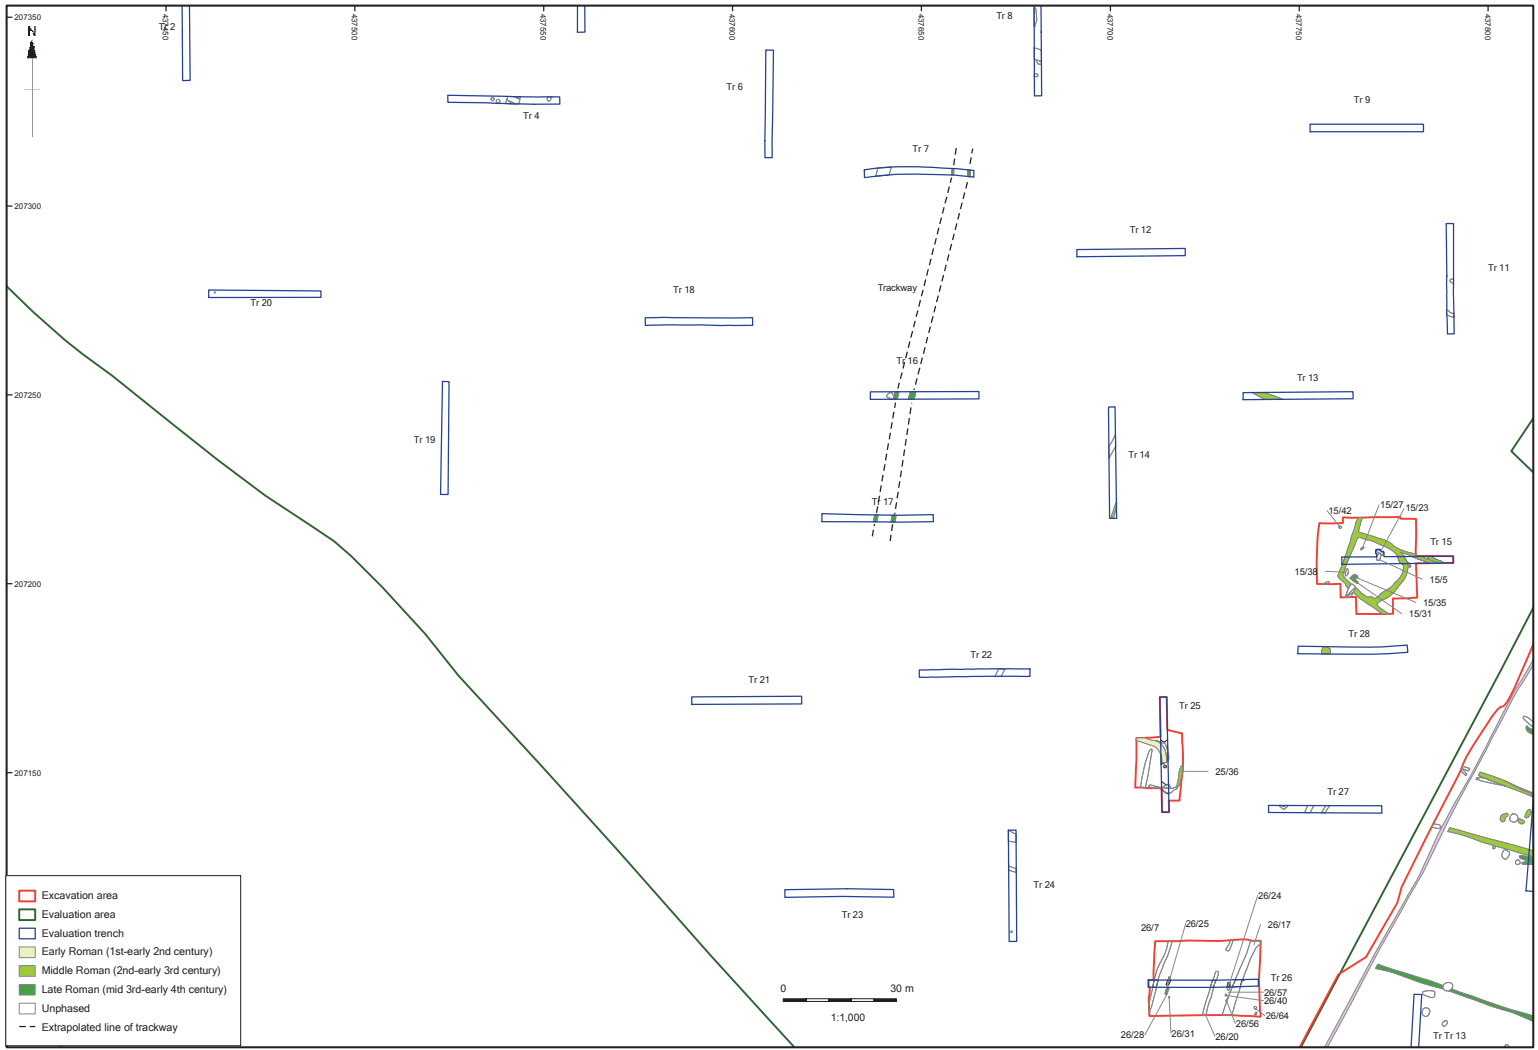 207350
437550
437500
437550
437600
437650
437700
437750
437800
N
Tr 2
Tr 8
Tr 6
Tr 4
Tr 9
Tr 7
207300
Tr 12
Tr 11
Trackway
Tr 18
Tr 20
Tr 16
Tr 13
207250
Tr 19
Tr 14
Tr 17
15/42
15/27
15/23
Tr 15
15/38
15/5
207200
15/35
15/31
Tr 28
Tr 22
Tr 21
Tr 25
207150
25/36
Tr 27
Tr 24
Tr 23
26/24
26/7
26/25
26/17
Tr 26
26/57
26/40
26/64
26/56
26/28
26/31
26/20
Tr Tr 13
Excavation area
Evaluation area
Evaluation trench
Early Roman (1st-early 2nd century)
Middle Roman (2nd-early 3rd century)
Late Roman (mid 3rd-early 4th century)
Unphased
Extrapolated line of trackway
0 30 m
1:1,000